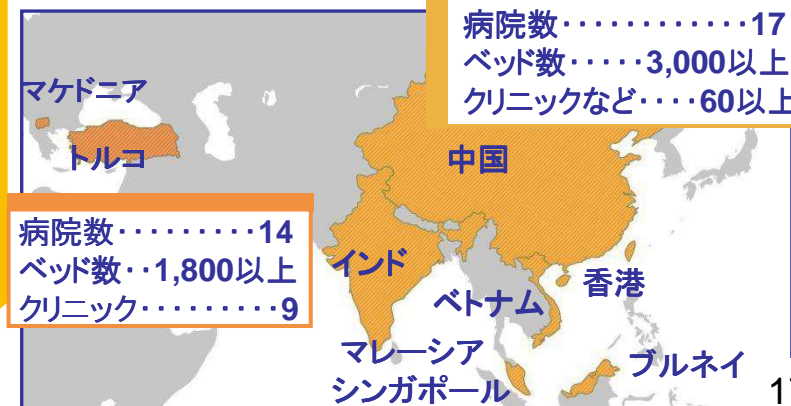 病院数････････････17
ベッド数･････3,000以上
クリニックなど････60以上
マケドニア
トルコ
中国
病院数･････････14
ベッド数･･1,800以上
クリニック･････････9
インド
香港
ベトナム
マレーシア
ブルネイ
シンガポール
17